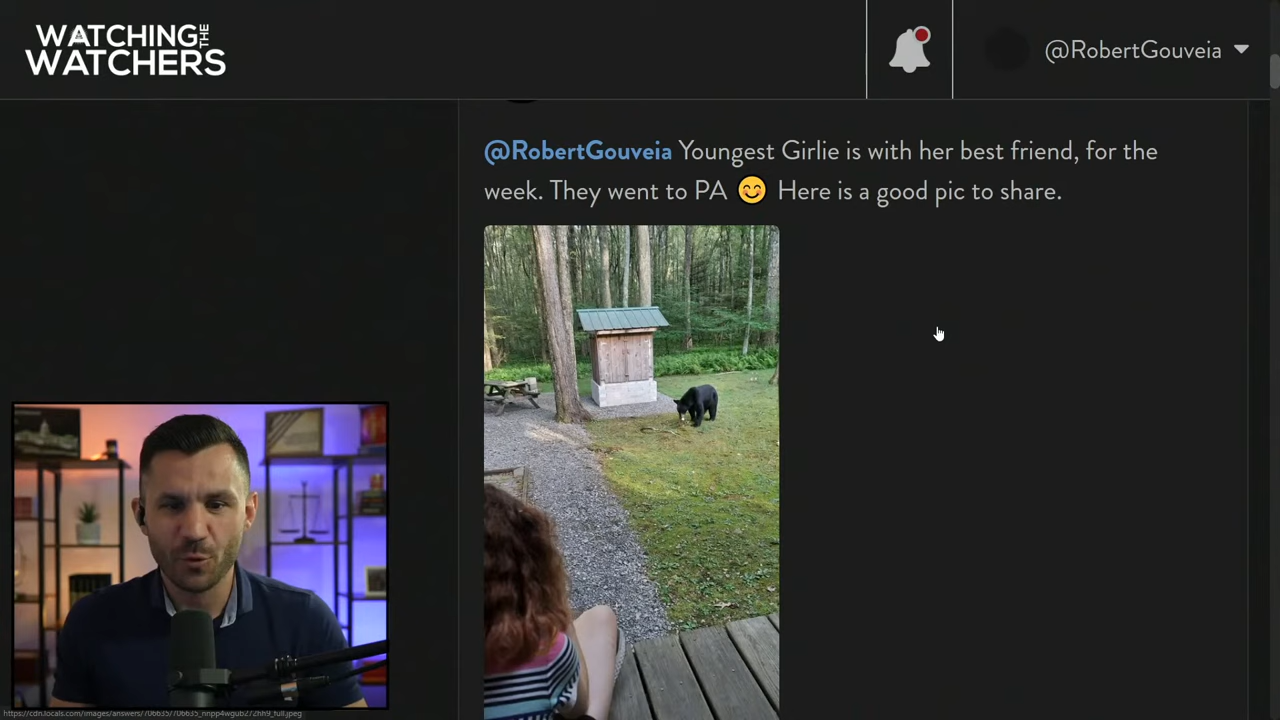 WATCHING THE
WATCHERS
@RobertGouveia
@RobertGouveia Youngest Girlie is with her best friend, for the
week. They went to PA 😊 Here is a good pic to share.